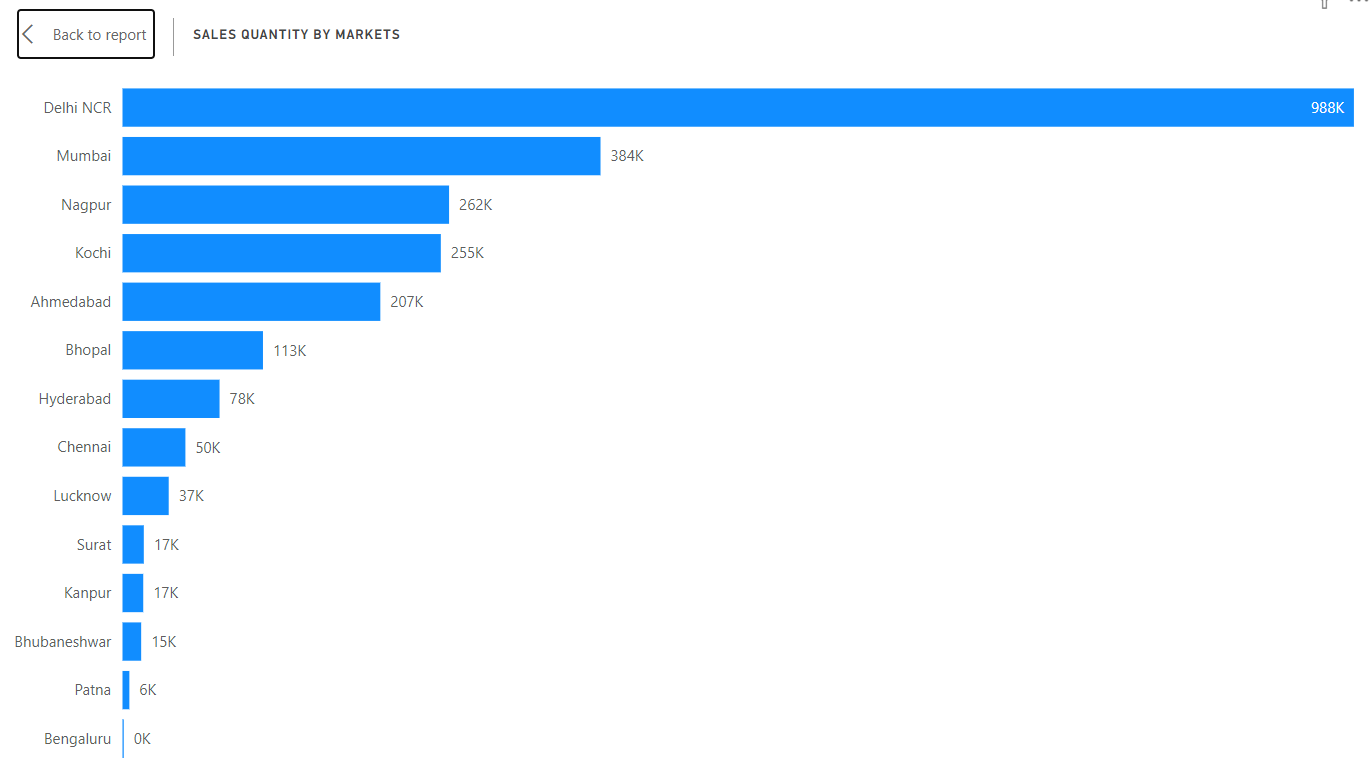 Back to report
SALES QUANTITY BY MARKETS
Delhi NCR 988K
Mumbai 384K
Nagpur 262K
Kochi 255K
Ahmedabad 207K
Bhopal 113K
Hyderabad 78K
Chennai 50K
Lucknow 37K
Surat 17K
Kanpur 17K
Bhubaneshwar 15K
Patna 6K
Bengaluru 0K